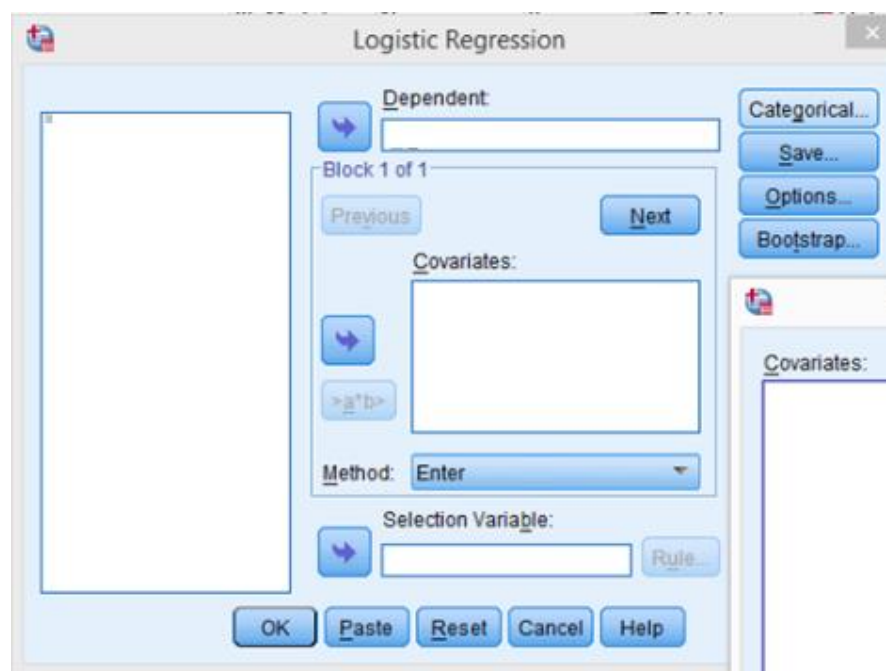 Logistic Regression
Dependent:
Block 1 of 1
Previous
Next
Covariates:
>a*b>
Method: Enter
Selection Variable:
Rule...
OK Paste Reset Cancel Help
Categorical...
Save...
Options...
Bootstrap...
Covariates: